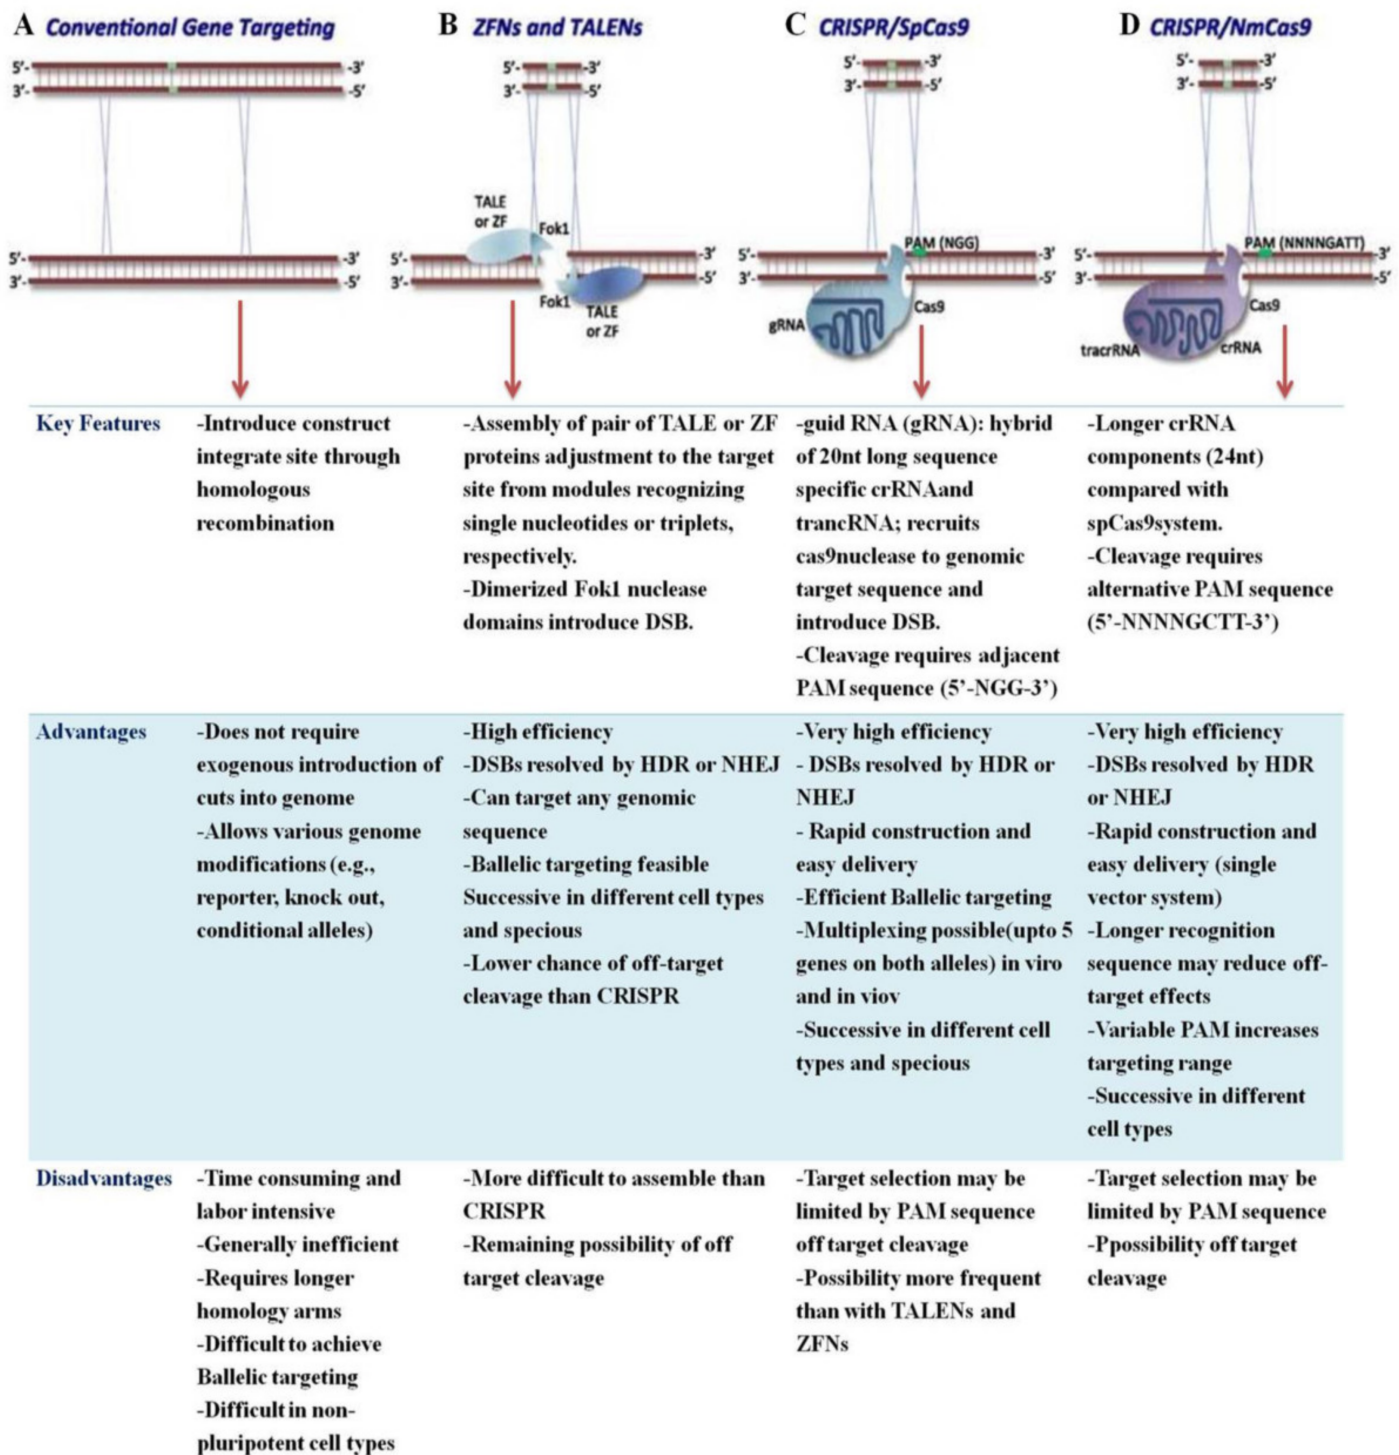 A Conventional Gene Targeting
5'- -3'
3'- -5'
5'- -3'
3'- -5'
B ZFNs and TALENs
5'- -3'
3'- -5'
TALE
or ZF
Fok1
5'- -3'
3'- -5'
Fok1
TALE
or ZF
C CRISPR/SpCas9
5'- -3'
3'- -5'
PAM (NGG)
5'- -3'
3'- -5'
gRNA
Cas9
D CRISPR/NmCas9
5'- -3'
3'- -5'
PAM (NNNNGATT)
5'- -3'
3'- -5'
Cas9
tracrRNA
crRNA
Key Features
-Introduce construct
integrate site through
homologous
recombination
-Assembly of pair of TALE or ZF
proteins adjustment to the target
site from modules recognizing
single nucleotides or triplets,
respectively.
-Dimerized Fok1 nuclease
domains introduce DSB.
-guid RNA (gRNA): hybrid
of 20nt long sequence
specific crRNAand
trancRNA; recruits
cas9nuclease to genomic
target sequence and
introduce DSB.
-Cleavage requires adjacent
PAM sequence (5’-NGG-3’)
-Longer crRNA
components (24nt)
compared with
spCas9system.
-Cleavage requires
alternative PAM sequence
(5’-NNNNGCTT-3’)
Advantages
-Does not require
exogenous introduction of
cuts into genome
-Allows various genome
modifications (e.g.,
reporter, knock out,
conditional alleles)
-High efficiency
-DSBs resolved by HDR or NHEJ
-Can target any genomic
sequence
-Ballelic targeting feasible
Successive in different cell types
and specious
-Lower chance of off-target
cleavage than CRISPR
-Very high efficiency
- DSBs resolved by HDR or
NHEJ
- Rapid construction and
easy delivery
-Efficient Ballelic targeting
-Multiplexing possible(upto 5
genes on both alleles) in viro
and in viov
-Successive in different cell
types and specious
-Very high efficiency
-DSBs resolved by HDR
or NHEJ
-Rapid construction and
easy delivery (single
vector system)
-Longer recognition
sequence may reduce off-
target effects
-Variable PAM increases
targeting range
-Successive in different
cell types
Disadvantages
-Time consuming and
labor intensive
-Generally inefficient
-Requires longer
homology arms
-Difficult to achieve
Ballelic targeting
-Difficult in non-
pluripotent cell types
-More difficult to assemble than
CRISPR
-Remaining possibility of off
target cleavage
-Target selection may be
limited by PAM sequence
off target cleavage
-Possibility more frequent
than with TALENs and
ZFNs
-Target selection may be
limited by PAM sequence
-Ppossibility off target
cleavage